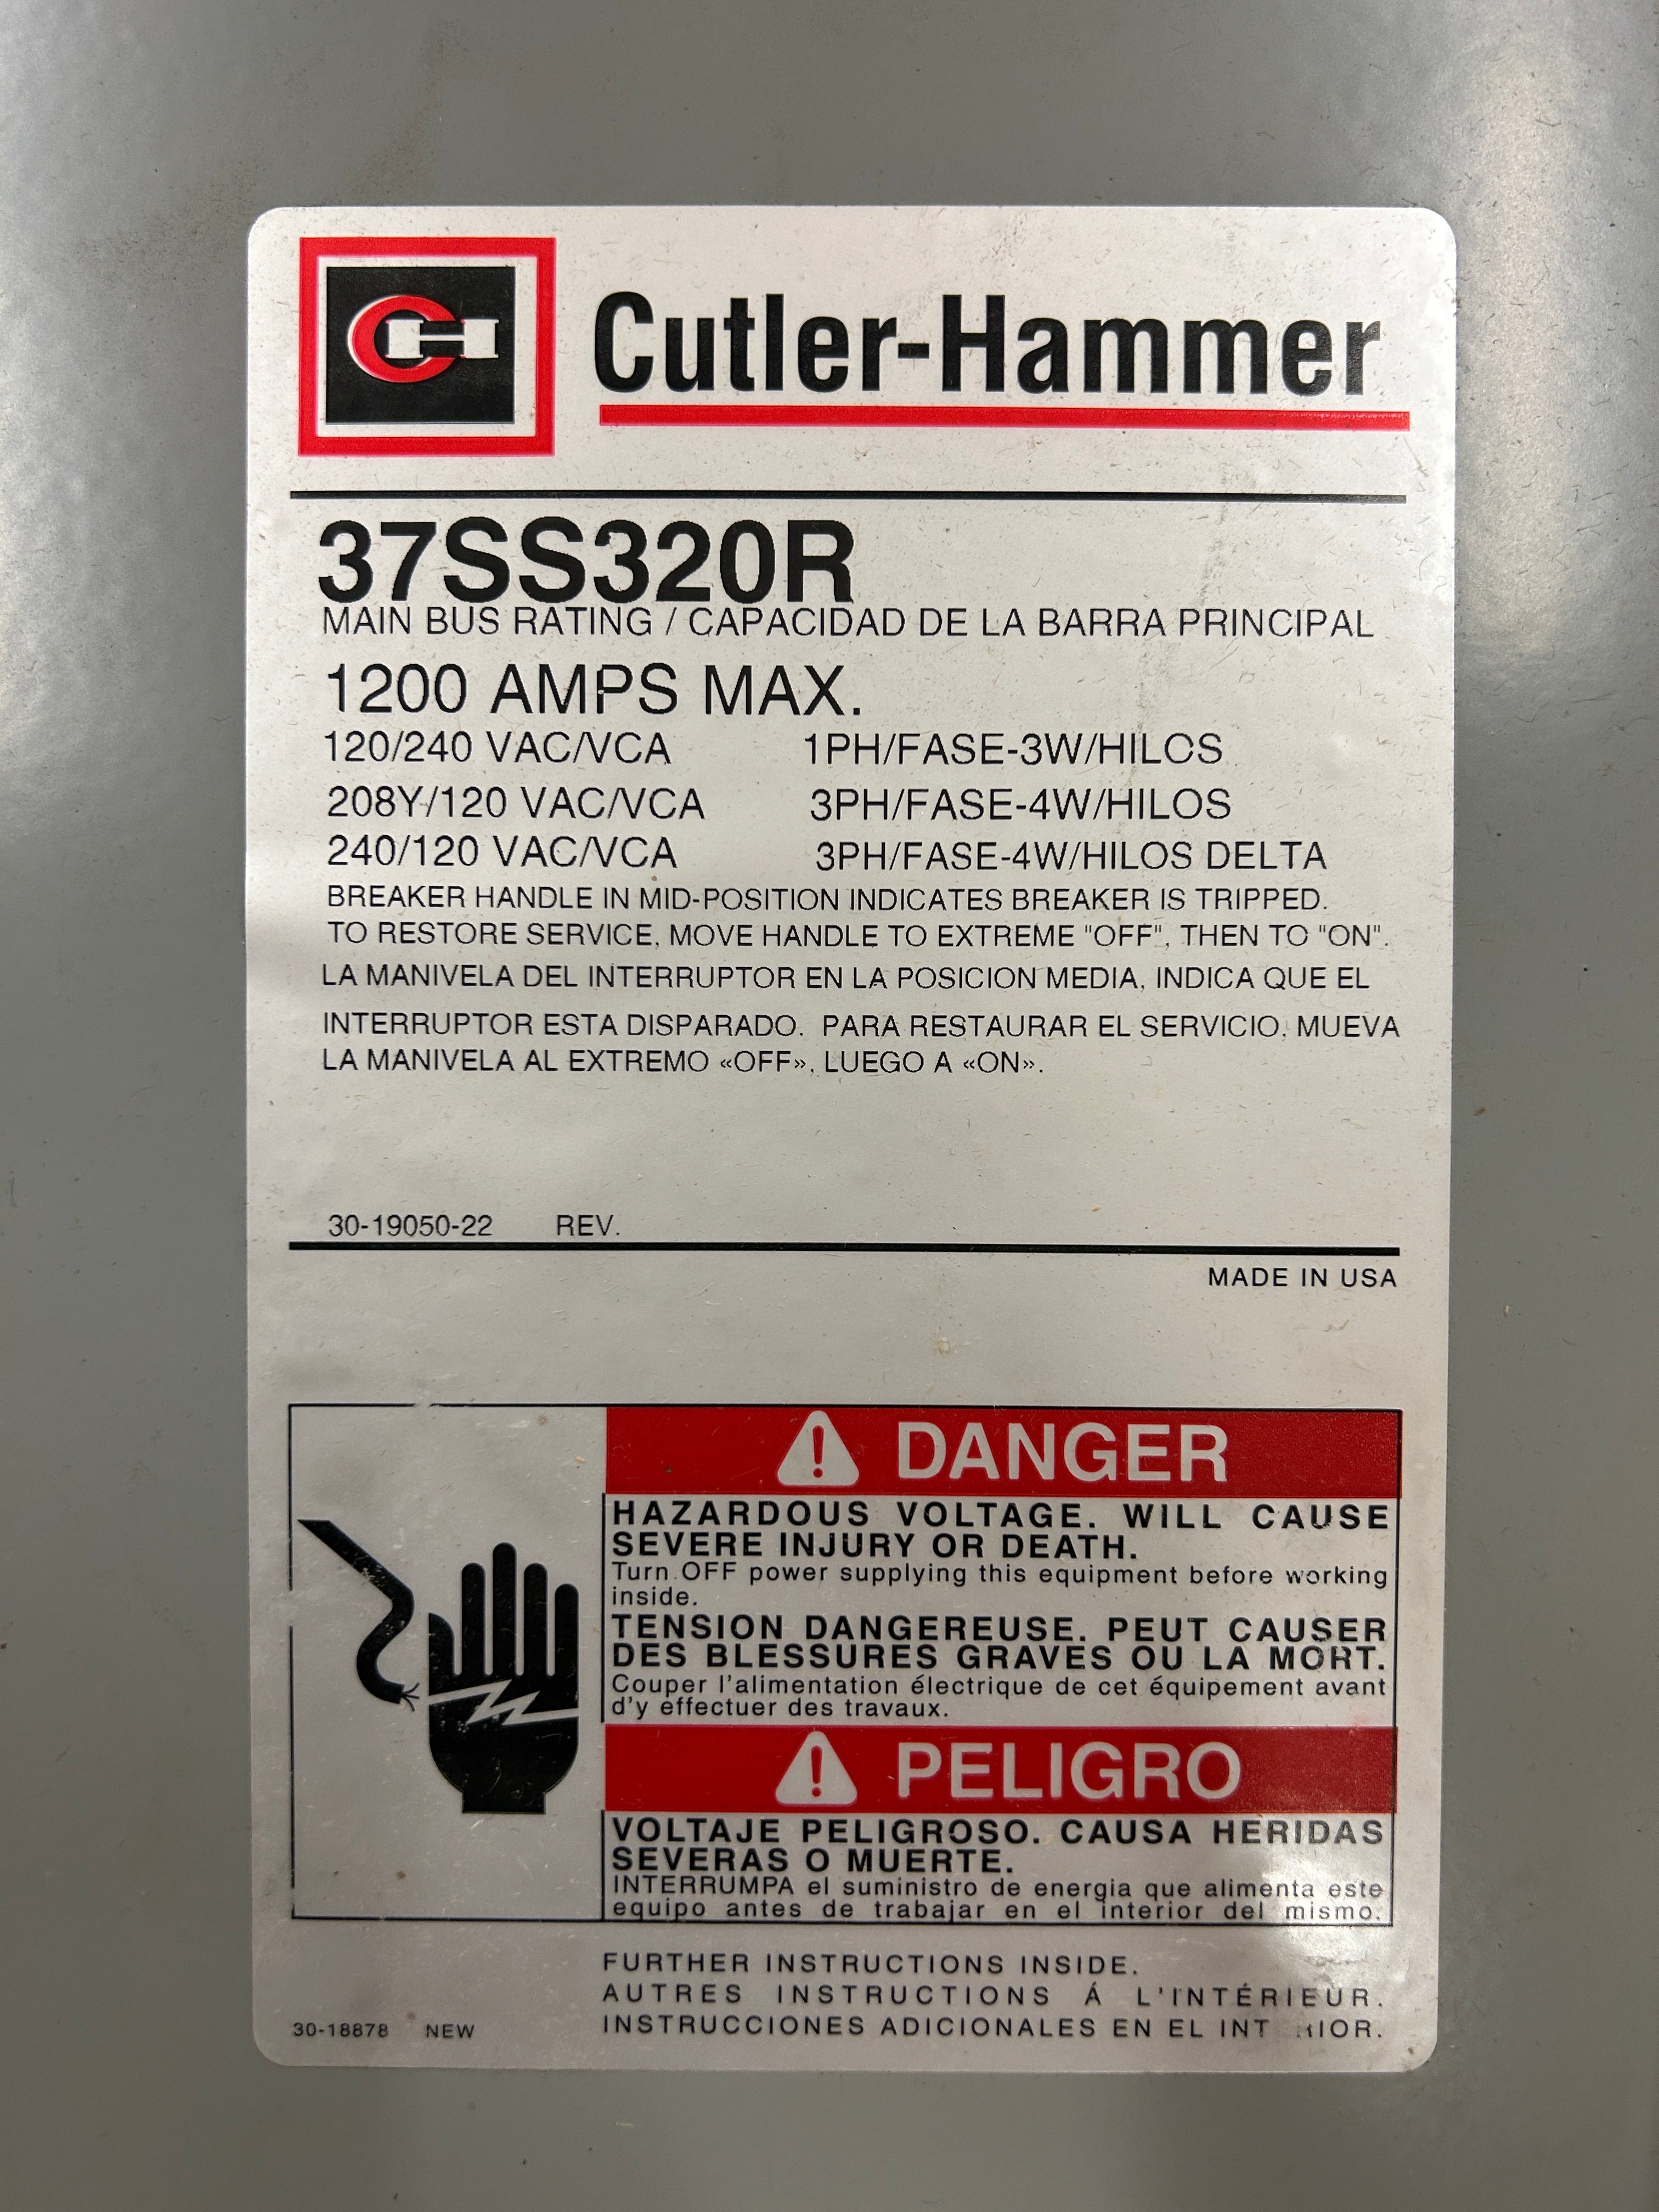 CH Cutler-Hammer
37SS320R
MAIN BUS RATING / CAPACIDAD DE LA BARRA PRINCIPAL
1200 AMPS MAX.
120/240 VAC/VCA 1PH/FASE-3W/HILOS
208Y/120 VAC/VCA 3PH/FASE-4W/HILOS
240/120 VAC/VCA 3PH/FASE-4W/HILOS DELTA
BREAKER HANDLE IN MID-POSITION INDICATES BREAKER IS TRIPPED.
TO RESTORE SERVICE, MOVE HANDLE TO EXTREME "OFF", THEN TO "ON".
LA MANIVELA DEL INTERRUPTOR EN LA POSICION MEDIA, INDICA QUE EL
INTERRUPTOR ESTA DISPARADO. PARA RESTAURAR EL SERVICIO, MUEVA
LA MANIVELA AL EXTREMO «OFF», LUEGO A «ON».
30-19050-22 REV.
MADE IN USA
DANGER
HAZARDOUS VOLTAGE. WILL CAUSE
SEVERE INJURY OR DEATH.
Turn OFF power supplying this equipment before working
inside.
TENSION DANGEREUSE. PEUT CAUSER
DES BLESSURES GRAVES OU LA MORT.
Couper l'alimentation électrique de cet équipement avant
d'y effectuer des travaux.
PELIGRO
VOLTAJE PELIGROSO. CAUSA HERIDAS
SEVERAS O MUERTE.
INTERRUMPA el suministro de energia que alimenta este
equipo antes de trabajar en el interior del mismo.
FURTHER INSTRUCTIONS INSIDE.
AUTRES INSTRUCTIONS Á L'INTÉRIEUR.
INSTRUCCIONES ADICIONALES EN EL INTERIOR.
30-18878 NEW